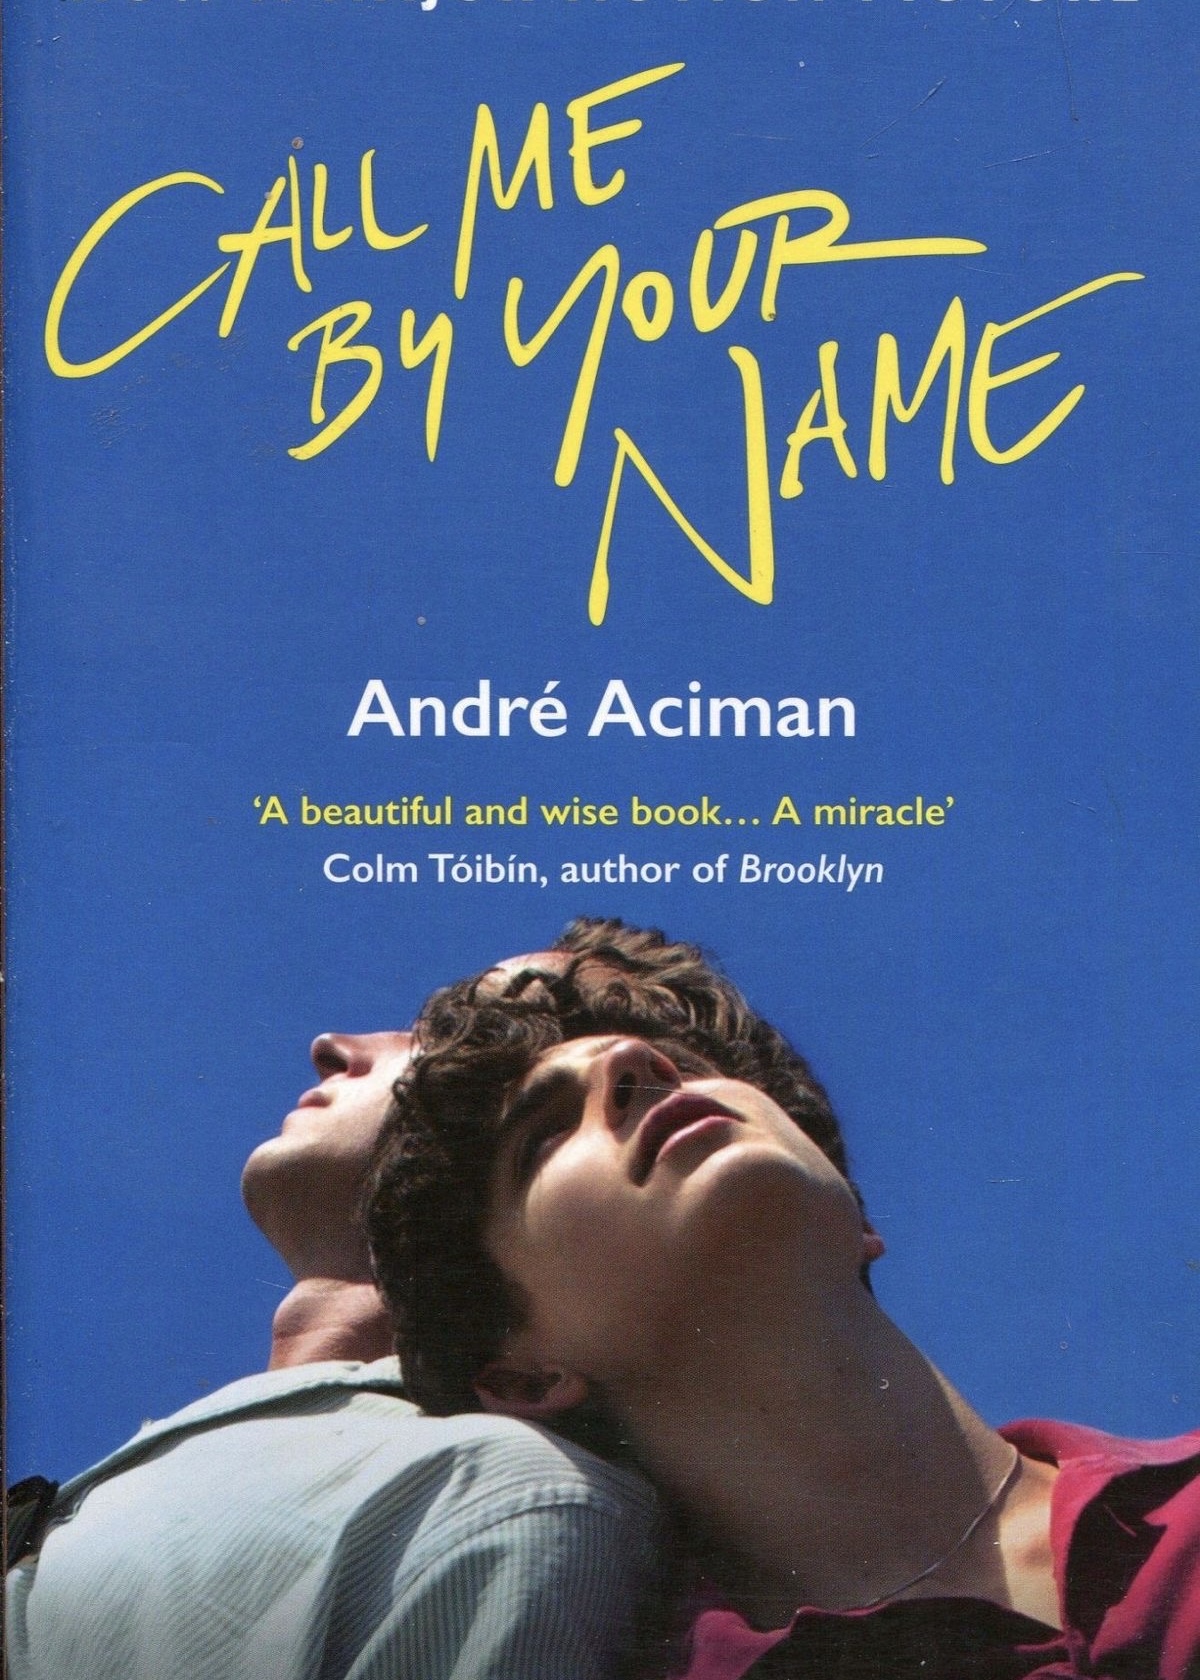 CALL ME
BY YOUR
NAME
André Aciman
‘A beautiful and wise book… A miracle’
Colm Tóibín, author of Brooklyn